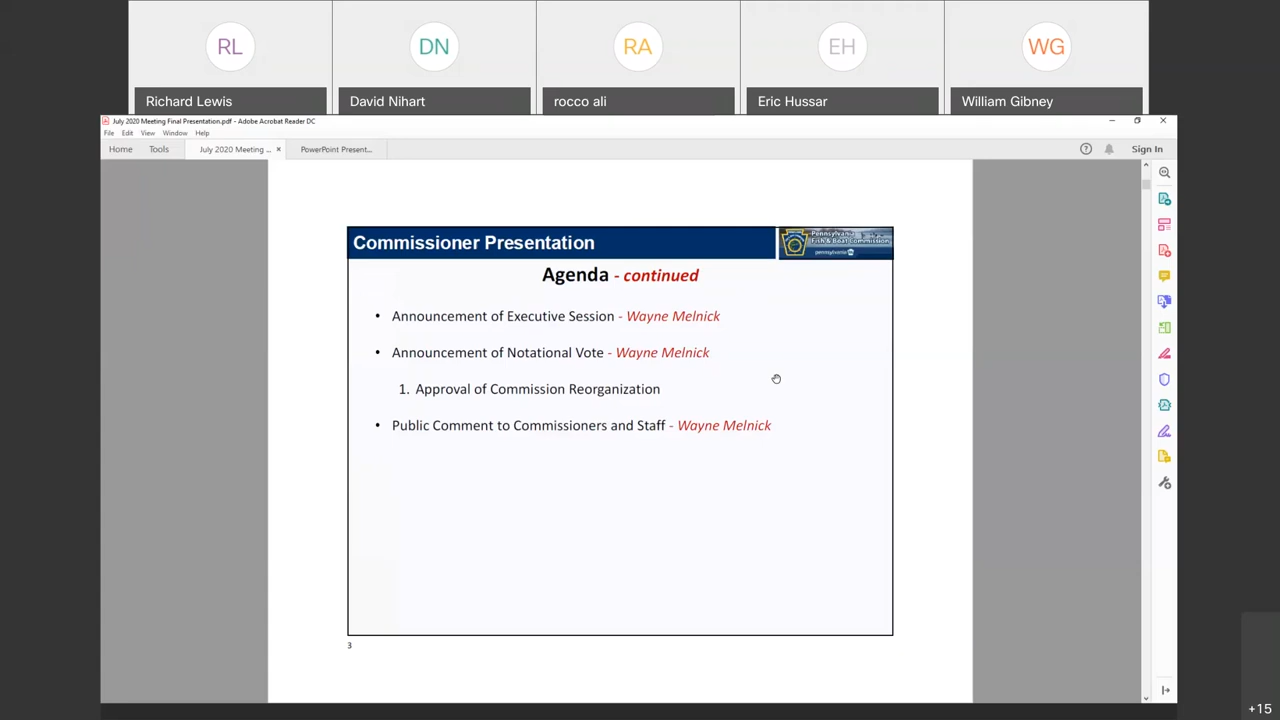 RL
DN
RA
EH
WG
Richard Lewis
David Nihart
rocco ali
Eric Hussar
William Gibney
July 2020 Meeting Final Presentation.pdf - Adobe Acrobat Reader DC
File Edit View Window Help
Home Tools July 2020 Meeting ... × PowerPoint Present... Sign In
Commissioner Presentation
Pennsylvania
Fish & Boat Commission
pennsylvania
Agenda - continued
• Announcement of Executive Session - Wayne Melnick
• Announcement of Notational Vote - Wayne Melnick
1. Approval of Commission Reorganization
• Public Comment to Commissioners and Staff - Wayne Melnick
3
+15